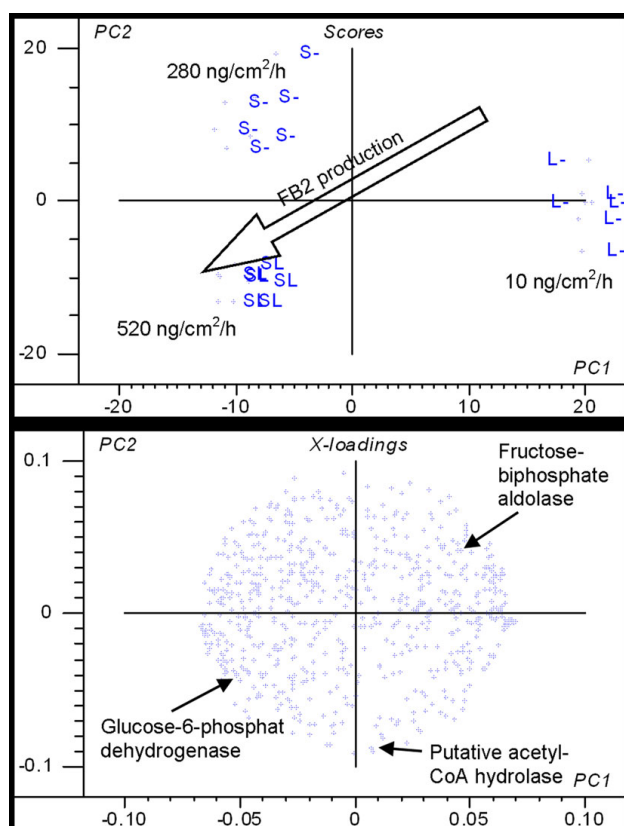 PC2 Scores
20 S-
280 ng/cm²/h
S- S-
S- S-
S-
FB2 production
L-
0 L- L- L-
L-
L-
SL
SL SL
SL SL
10 ng/cm²/h
520 ng/cm²/h
-20
PC1
-20 -10 0 10 20
PC2 X-loadings
0.1
Fructose-
biphosphate
aldolase
0
Glucose-6-phosphat
dehydrogenase
Putative acetyl-
CoA hydrolase
-0.1
PC1
-0.10 -0.05 0 0.05 0.10